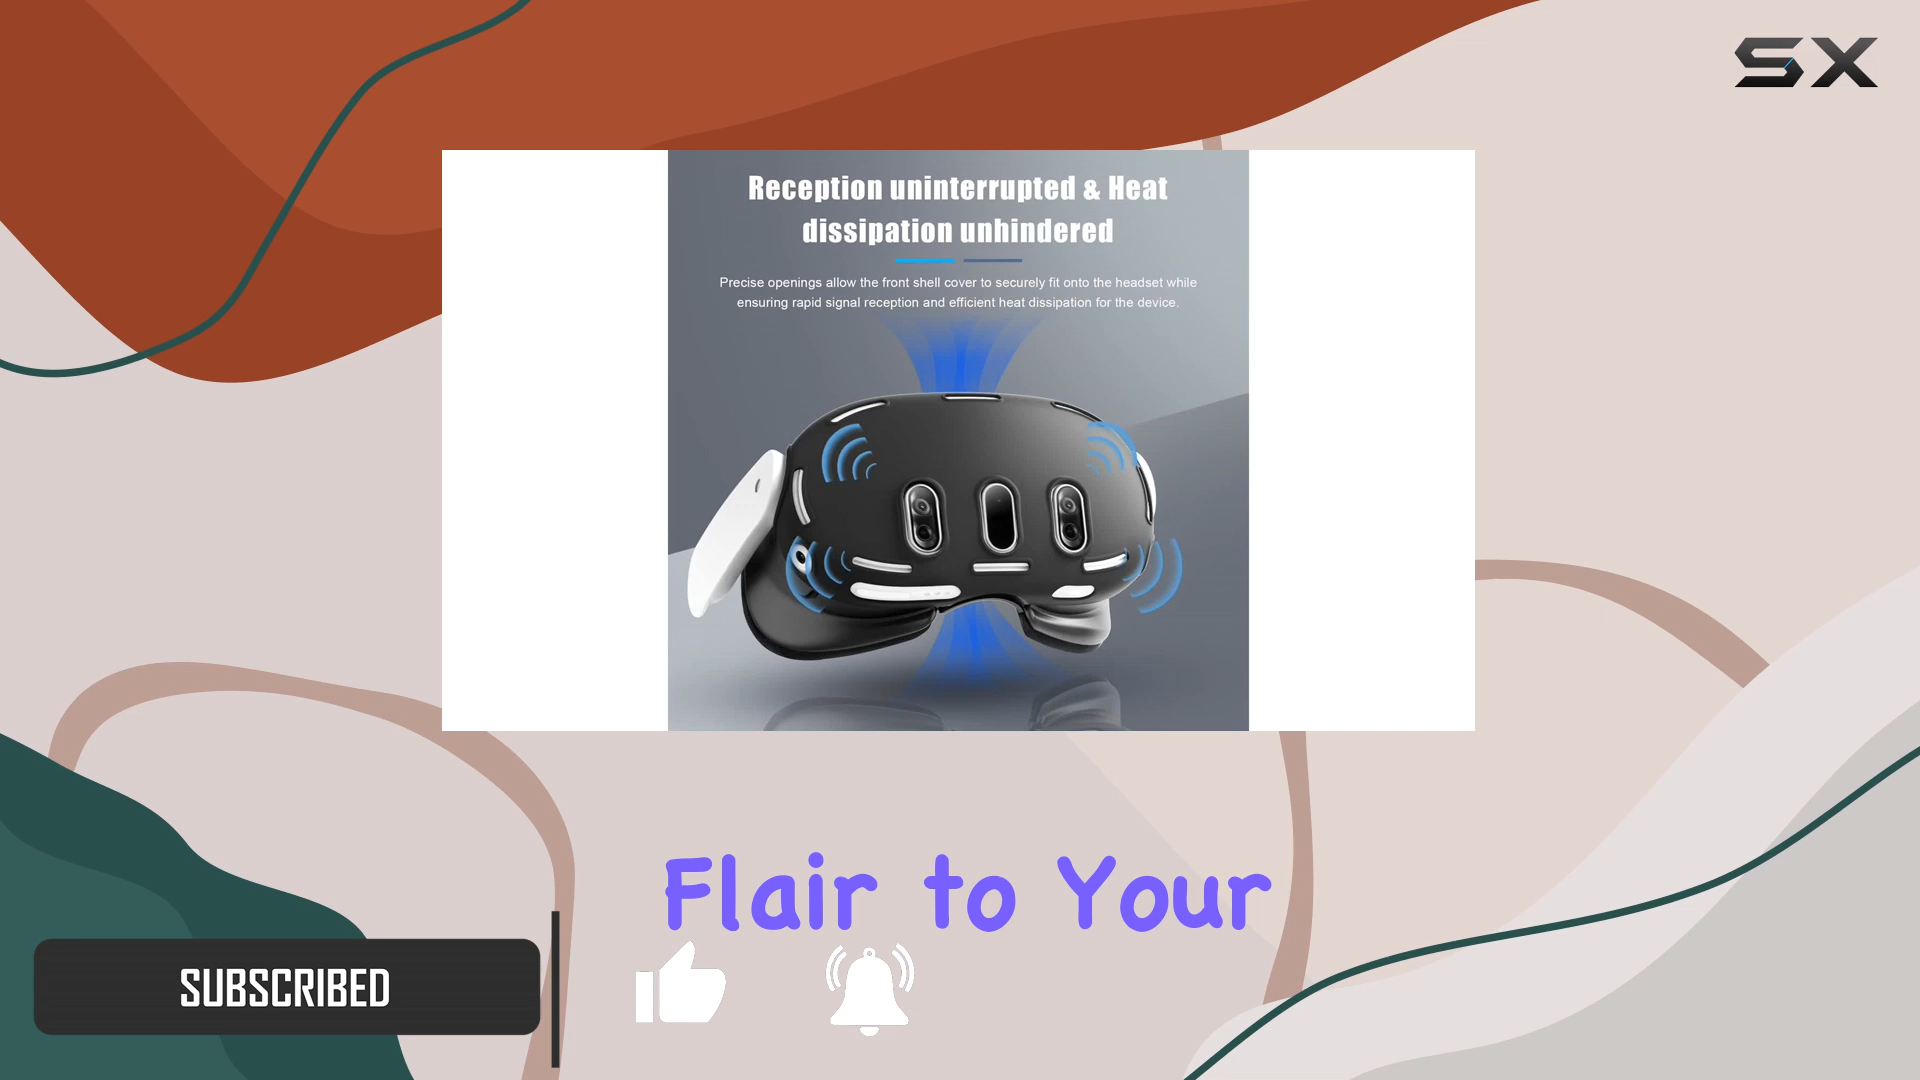 SX
Reception uninterrupted & Heat
dissipation unhindered
Precise openings allow the front shell cover to securely fit onto the headset while
ensuring rapid signal reception and efficient heat dissipation for the device.
Flair to Your
SUBSCRIBED